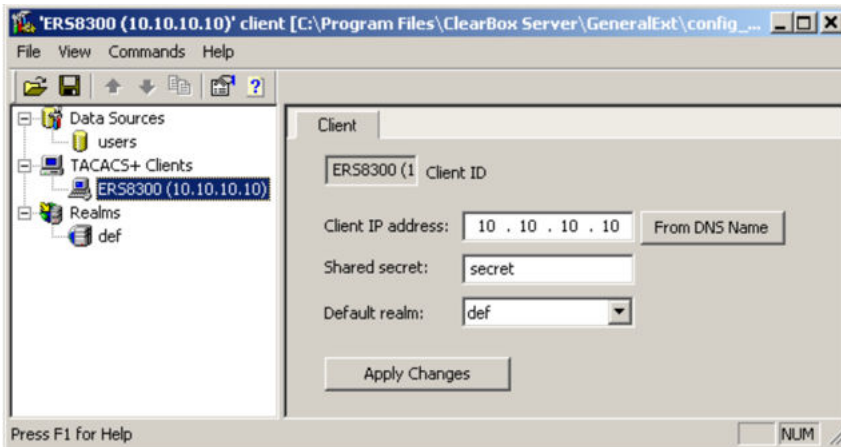 'ERS8300 (10.10.10.10)' client [C:\Program Files\ClearBox Server\GeneralExt\config_...
File View Commands Help
Data Sources
users
TACACS+ Clients
ERS8300 (10.10.10.10)
Realms
def
Client
ERS8300 (1 Client ID
Client IP address: 10 . 10 . 10 . 10 From DNS Name
Shared secret: secret
Default realm: def
Apply Changes
Press F1 for Help NUM